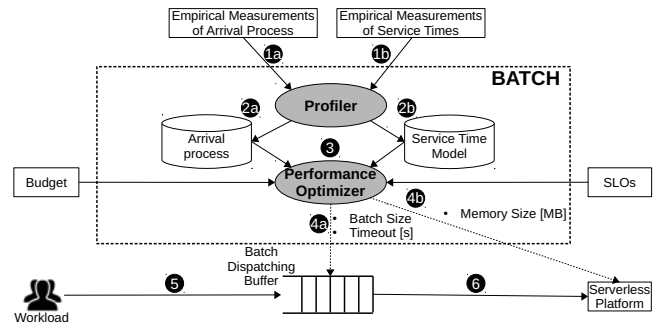 Empirical Measurements
of Arrival Process
Empirical Measurements
of Service Times
1a
1b
BATCH
Profiler
2a
2b
Arrival
process
3
Service Time
Model
Budget
Performance
Optimizer
SLOs
4a
4b
• Batch Size
• Timeout [s]
• Memory Size [MB]
Batch
Dispatching
Buffer
5
6
Workload
Serverless
Platform